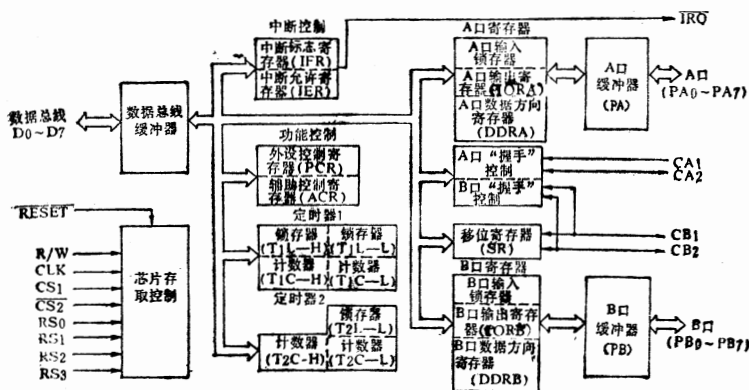 中断控制
中断标志寄
存器(IFR)
中断允许寄
存器(IER)
IRQ
A口寄存器
A口输入
锁存器
A口输出寄
存器(IORA)
A口数据方向
寄存器
(DDRA)
A口
缓冲器
(PA)
A口
(PA0~PA7)
数据总线
D0~D7
数据总线
缓冲器
功能控制
外设控制寄
存器(PCR)
辅助控制寄
存器(ACR)
A口“握手”
控制
B口“握手”
控制
CA1
CA2
移位寄存器
(SR)
CB1
CB2
RESET
R/W
CLK
CS1
CS2
RS0
RS1
RS2
RS3
芯片存
取控制
定时器1
锁存器 锁存器
(T1L—H) (T1L—L)
计数器 计数器
(T1C—H) (T1C—L)
定时器2
锁存器
(T2L—L)
计数器 计数器
(T2C-H) (T2C—L)
B口寄存器
B口输入
锁存器
B口输出寄
存器(IORB)
B口数据方向
寄存器
(DDRB)
B口
缓冲器
(PB)
B口
(PB0~PB7)